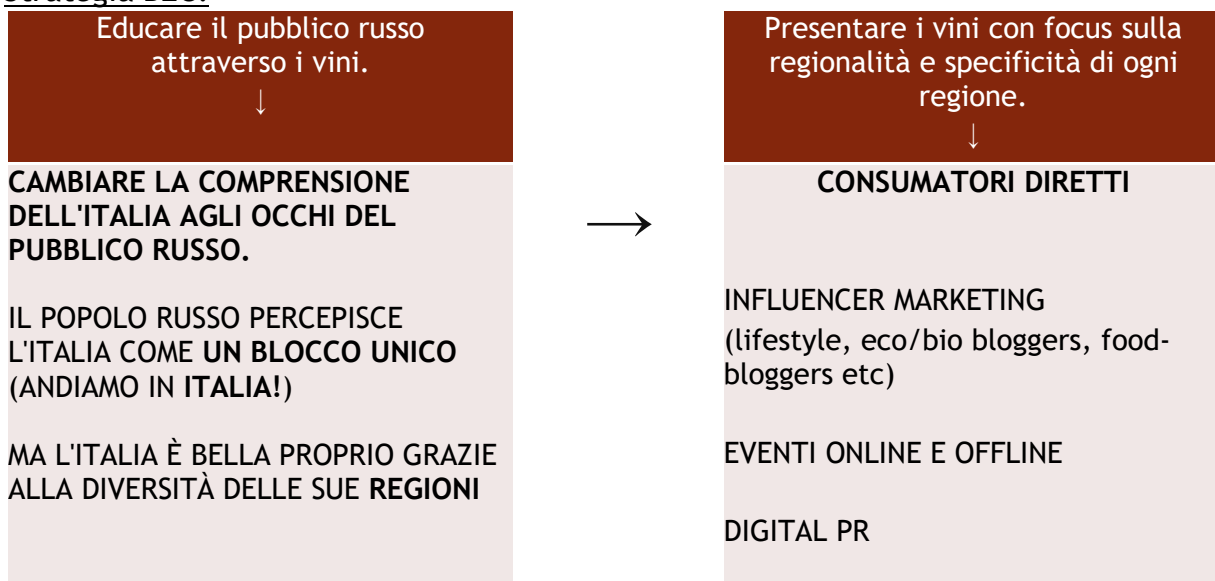 Strategia B2C:
Educare il pubblico russo
attraverso i vini.
↓
CAMBIARE LA COMPRENSIONE
DELL'ITALIA AGLI OCCHI DEL
PUBBLICO RUSSO.
IL POPOLO RUSSO PERCEPISCE
L'ITALIA COME UN BLOCCO UNICO
(ANDIAMO IN ITALIA!)
MA L'ITALIA È BELLA PROPRIO GRAZIE
ALLA DIVERSITÀ DELLE SUE REGIONI
→
Presentare i vini con focus sulla
regionalità e specificità di ogni
regione.
↓
CONSUMATORI DIRETTI
INFLUENCER MARKETING
(lifestyle, eco/bio bloggers, food-
bloggers etc)
EVENTI ONLINE E OFFLINE
DIGITAL PR